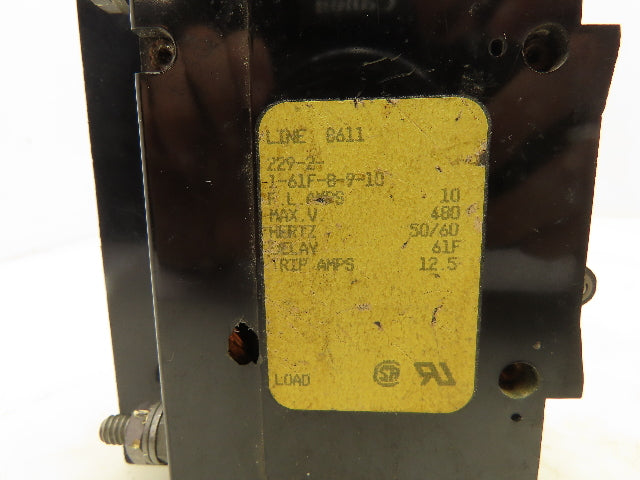 LINE 8611
229-2-
1-61F-8-9-10
F.L.AMPS 10
MAX.V 480
HERTZ 50/60
DELAY 61F
TRIP AMPS 12.5
LOAD